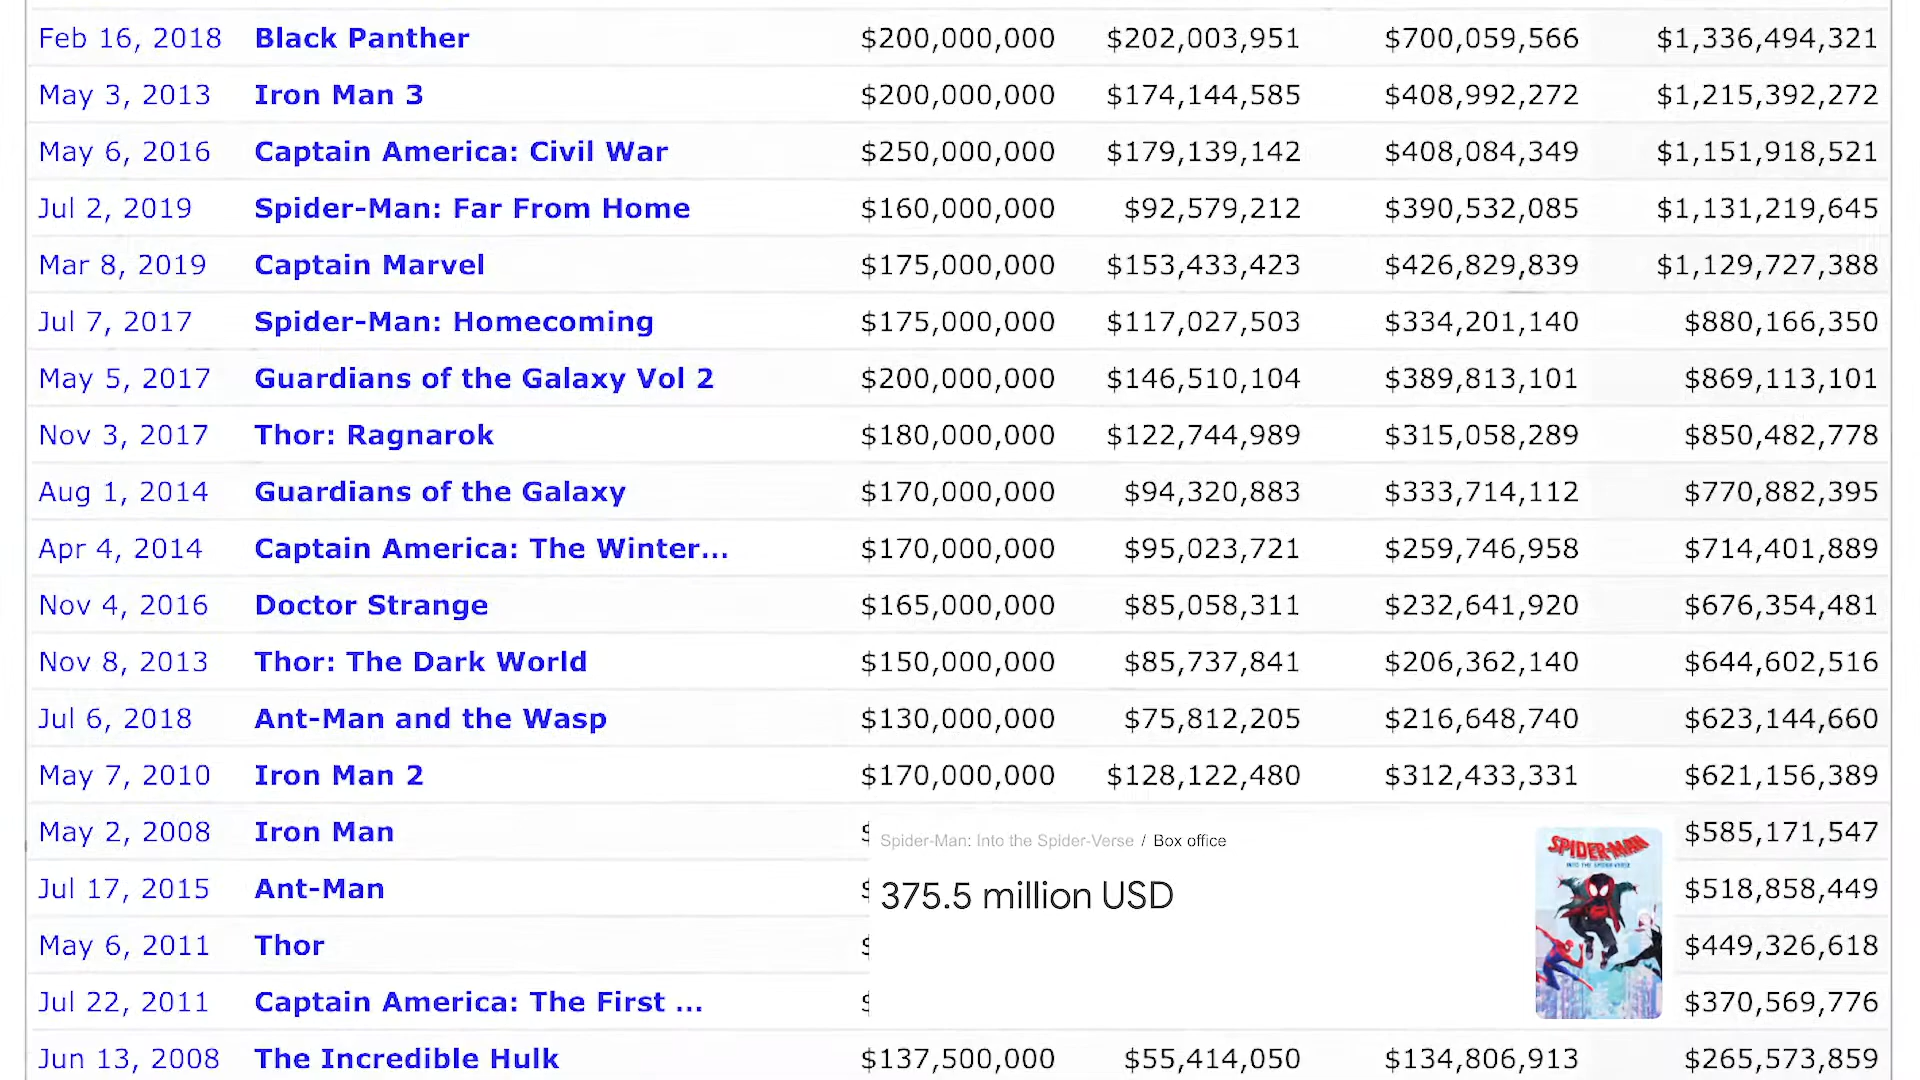 Feb 16, 2018 Black Panther $200,000,000 $202,003,951 $700,059,566 $1,336,494,321
May 3, 2013 Iron Man 3 $200,000,000 $174,144,585 $408,992,272 $1,215,392,272
May 6, 2016 Captain America: Civil War $250,000,000 $179,139,142 $408,084,349 $1,151,918,521
Jul 2, 2019 Spider-Man: Far From Home $160,000,000 $92,579,212 $390,532,085 $1,131,219,645
Mar 8, 2019 Captain Marvel $175,000,000 $153,433,423 $426,829,839 $1,129,727,388
Jul 7, 2017 Spider-Man: Homecoming $175,000,000 $117,027,503 $334,201,140 $880,166,350
May 5, 2017 Guardians of the Galaxy Vol 2 $200,000,000 $146,510,104 $389,813,101 $869,113,101
Nov 3, 2017 Thor: Ragnarok $180,000,000 $122,744,989 $315,058,289 $850,482,778
Aug 1, 2014 Guardians of the Galaxy $170,000,000 $94,320,883 $333,714,112 $770,882,395
Apr 4, 2014 Captain America: The Winter... $170,000,000 $95,023,721 $259,746,958 $714,401,889
Nov 4, 2016 Doctor Strange $165,000,000 $85,058,311 $232,641,920 $676,354,481
Nov 8, 2013 Thor: The Dark World $150,000,000 $85,737,841 $206,362,140 $644,602,516
Jul 6, 2018 Ant-Man and the Wasp $130,000,000 $75,812,205 $216,648,740 $623,144,660
May 7, 2010 Iron Man 2 $170,000,000 $128,122,480 $312,433,331 $621,156,389
May 2, 2008 Iron Man $585,171,547
Spider-Man: Into the Spider-Verse / Box office
SPIDER-MAN
INTO THE SPIDER-VERSE
Jul 17, 2015 Ant-Man $518,858,449
375.5 million USD
May 6, 2011 Thor $449,326,618
Jul 22, 2011 Captain America: The First ... $370,569,776
Jun 13, 2008 The Incredible Hulk $137,500,000 $55,414,050 $134,806,913 $265,573,859